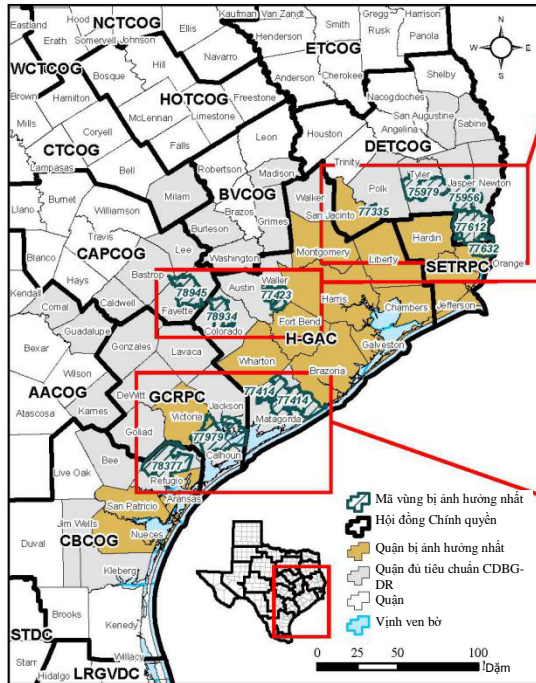 NCTCOG
Eastland
Hood
Erath
Somervell
Johnson
Ellis
Kaufman
Van Zandt
Henderson
Navarro
Smith
Gregg
Harrison
Rusk
Panola
ETCOG
N
W
E
S
WCTCOG
Bosque
Hill
Anderson
Cherokee
Shelby
Brown
Hamilton
HOTCOG
Freestone
Nacogdoches
Mills
McLennan
Limestone
San Augustine
Coryell
CTCOG
Falls
Leon
Houston
Angelina
Sabine
DETCOG
Lampasas
Bell
Robertson
Madison
Trinity
Tyler
Jasper
Newton
Llano
Burnet
Williamson
Milam
BVCOG
Walker
Polk
75979
75956
Brazos
Grimes
77335
San Jacinto
77612
Travis
Burleson
Hardin
77632
Blanco
CAPCOG
Lee
Washington
Montgomery
Liberty
SETRPC
Orange
Hays
Bastrop
Kendall
Comal
Caldwell
78945
Fayette
Austin
Waller
77423
Harris
Chambers
Jefferson
Guadalupe
78934
Colorado
Fort Bend
Bexar
Gonzales
H-GAC
Galveston
Wilson
Lavaca
Wharton
Brazoria
AACOG
DeWitt
77414
77414
Atascosa
Karnes
GCRPC
Jackson
Victoria
Matagorda
Goliad
77979
Calhoun
Bee
78377
Refugio
Live Oak
Aransas
San Patricio
Jim Wells
Nueces
Duval
CBCOG
Kleberg
Brooks
Kenedy
STDC
Willacy
Starr
Hidalgo
LRGVDC
Mã vùng bị ảnh hưởng nhất
Hội đồng Chính quyền
Quận bị ảnh hưởng nhất
Quận đủ tiêu chuẩn CDBG-
DR
Quận
Vịnh ven bờ
0 25 50 100
Dặm